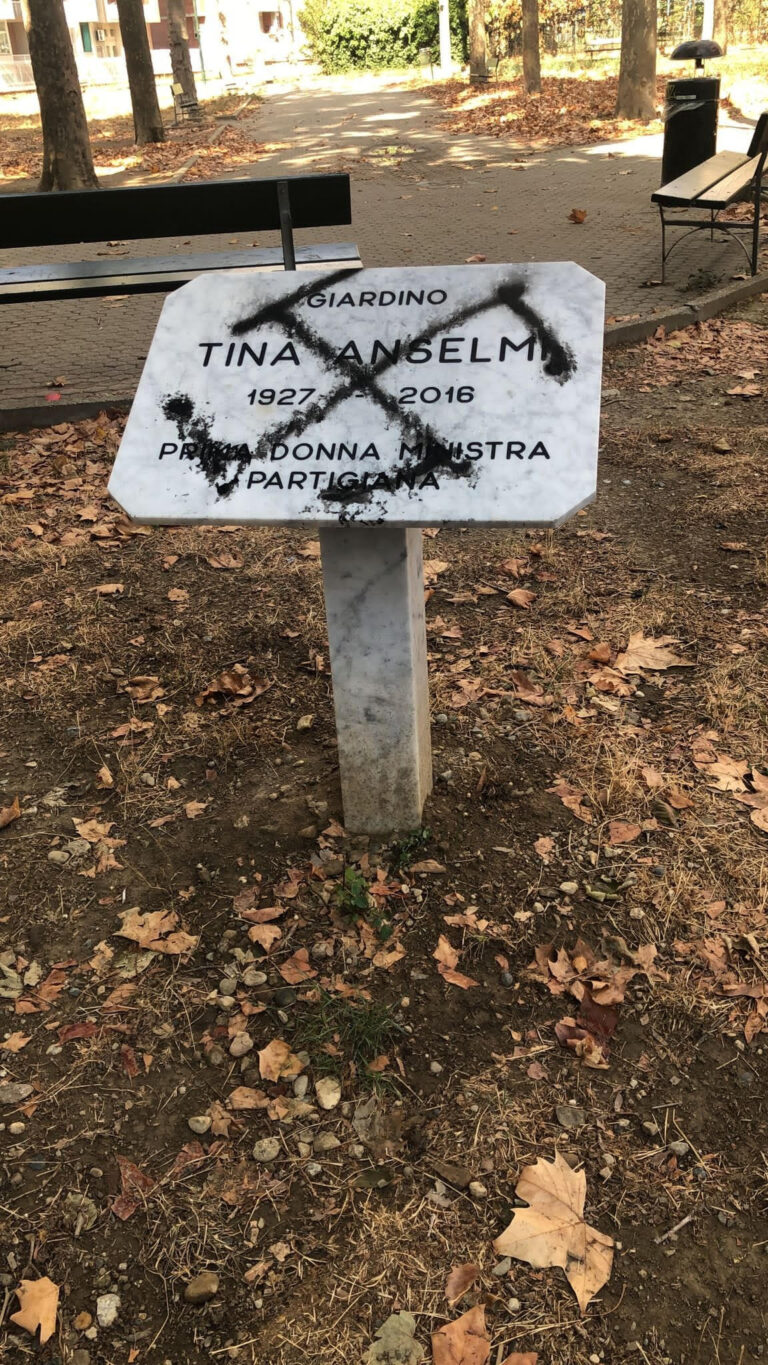 GIARDINO
TINA ANSELMI
1927 - 2016
PRIMA DONNA MINISTRA
PARTIGIANA